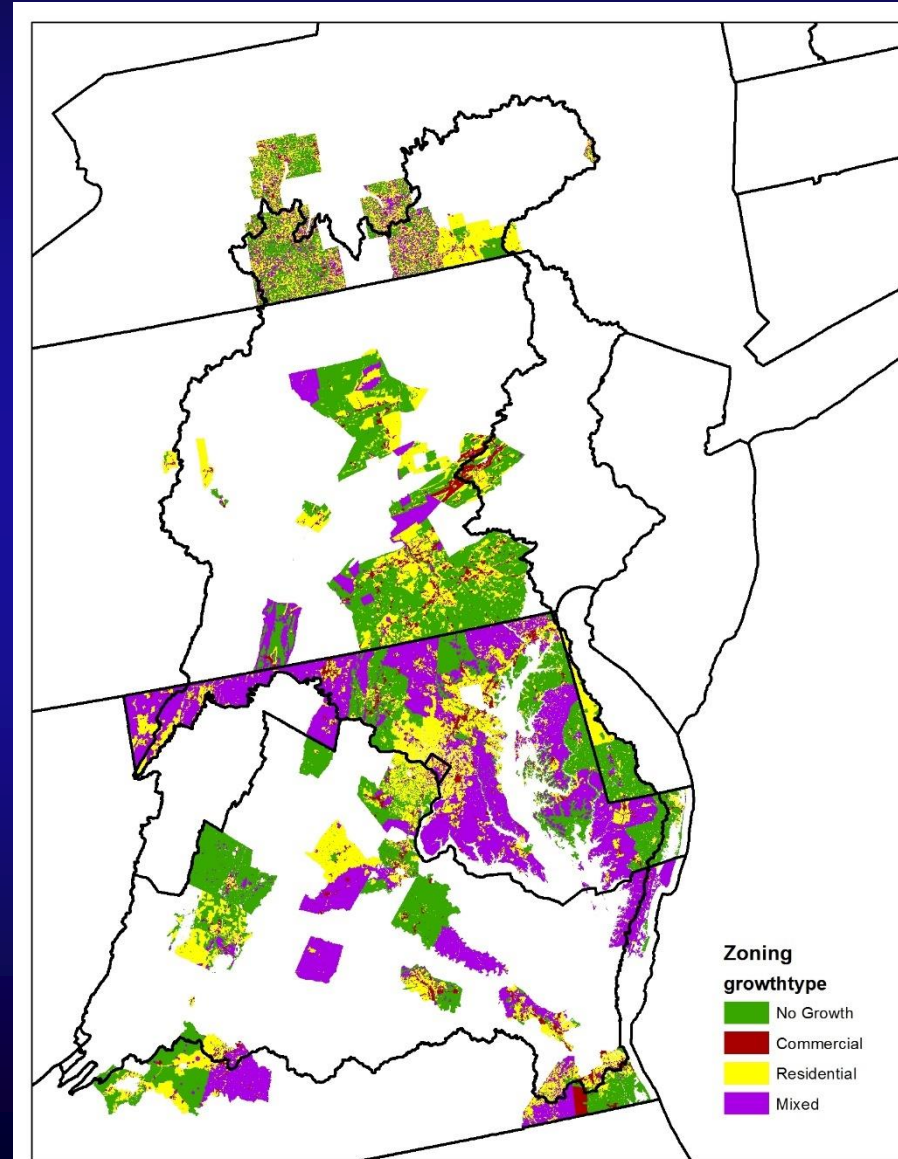 Zoning
growthtype
No Growth
Commercial
Residential
Mixed